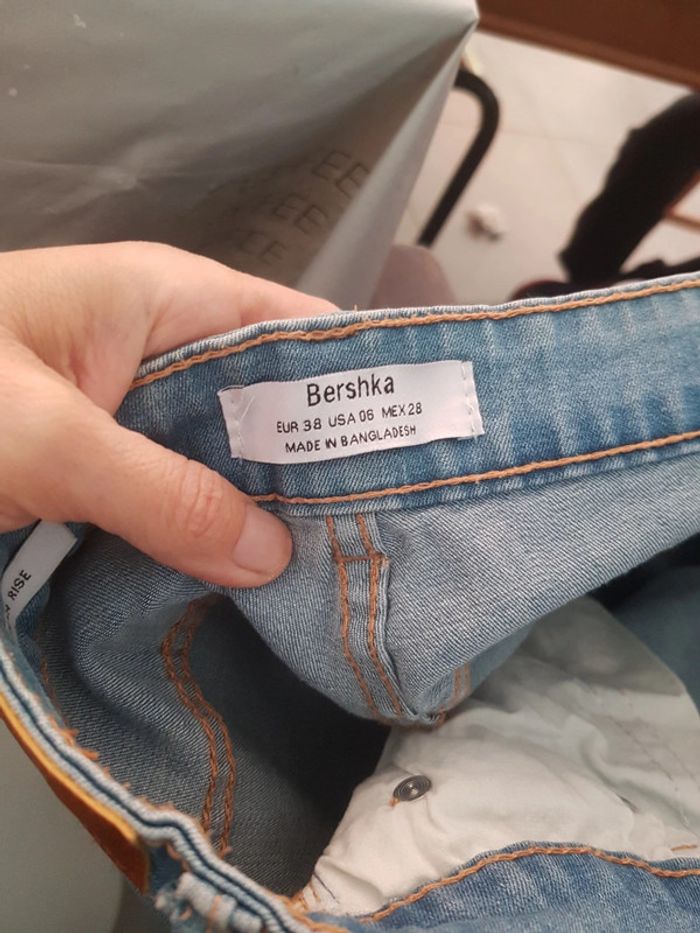 Bershka
EUR 38 USA 06 MEX 28
MADE IN BANGLADESH
RISE